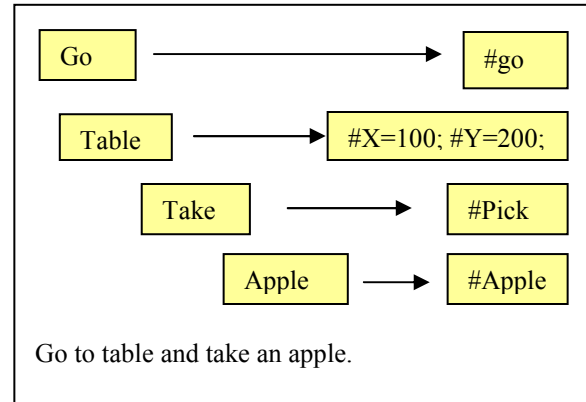 Go #go
Table #X=100; #Y=200;
Take #Pick
Apple #Apple
Go to table and take an apple.